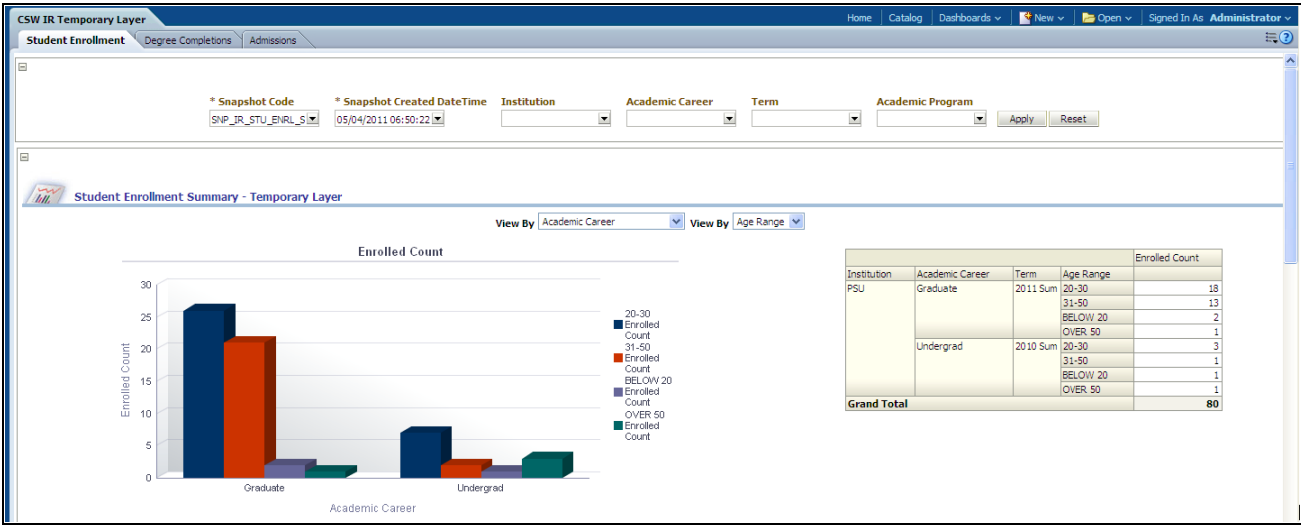 CSW IR Temporary Layer
Home Catalog Dashboards New Open Signed In As Administrator
Student Enrollment Degree Completions Admissions
* Snapshot Code * Snapshot Created DateTime Institution Academic Career Term Academic Program
SNP_IR_STU_ENRL_S 05/04/2011 06:50:22 Apply Reset
Student Enrollment Summary - Temporary Layer
View By Academic Career View By Age Range
Enrolled Count
30
25
20
15
10
5
0
Enrolled Count
Graduate Undergrad
Academic Career
20-30
Enrolled
Count
31-50
Enrolled
Count
BELOW 20
Enrolled
Count
OVER 50
Enrolled
Count
Enrolled Count
Institution Academic Career Term Age Range
PSU Graduate 2011 Sum 20-30 18
31-50 13
BELOW 20 2
OVER 50 1
Undergrad 2010 Sum 20-30 3
31-50 1
BELOW 20 1
OVER 50 1
Grand Total 80